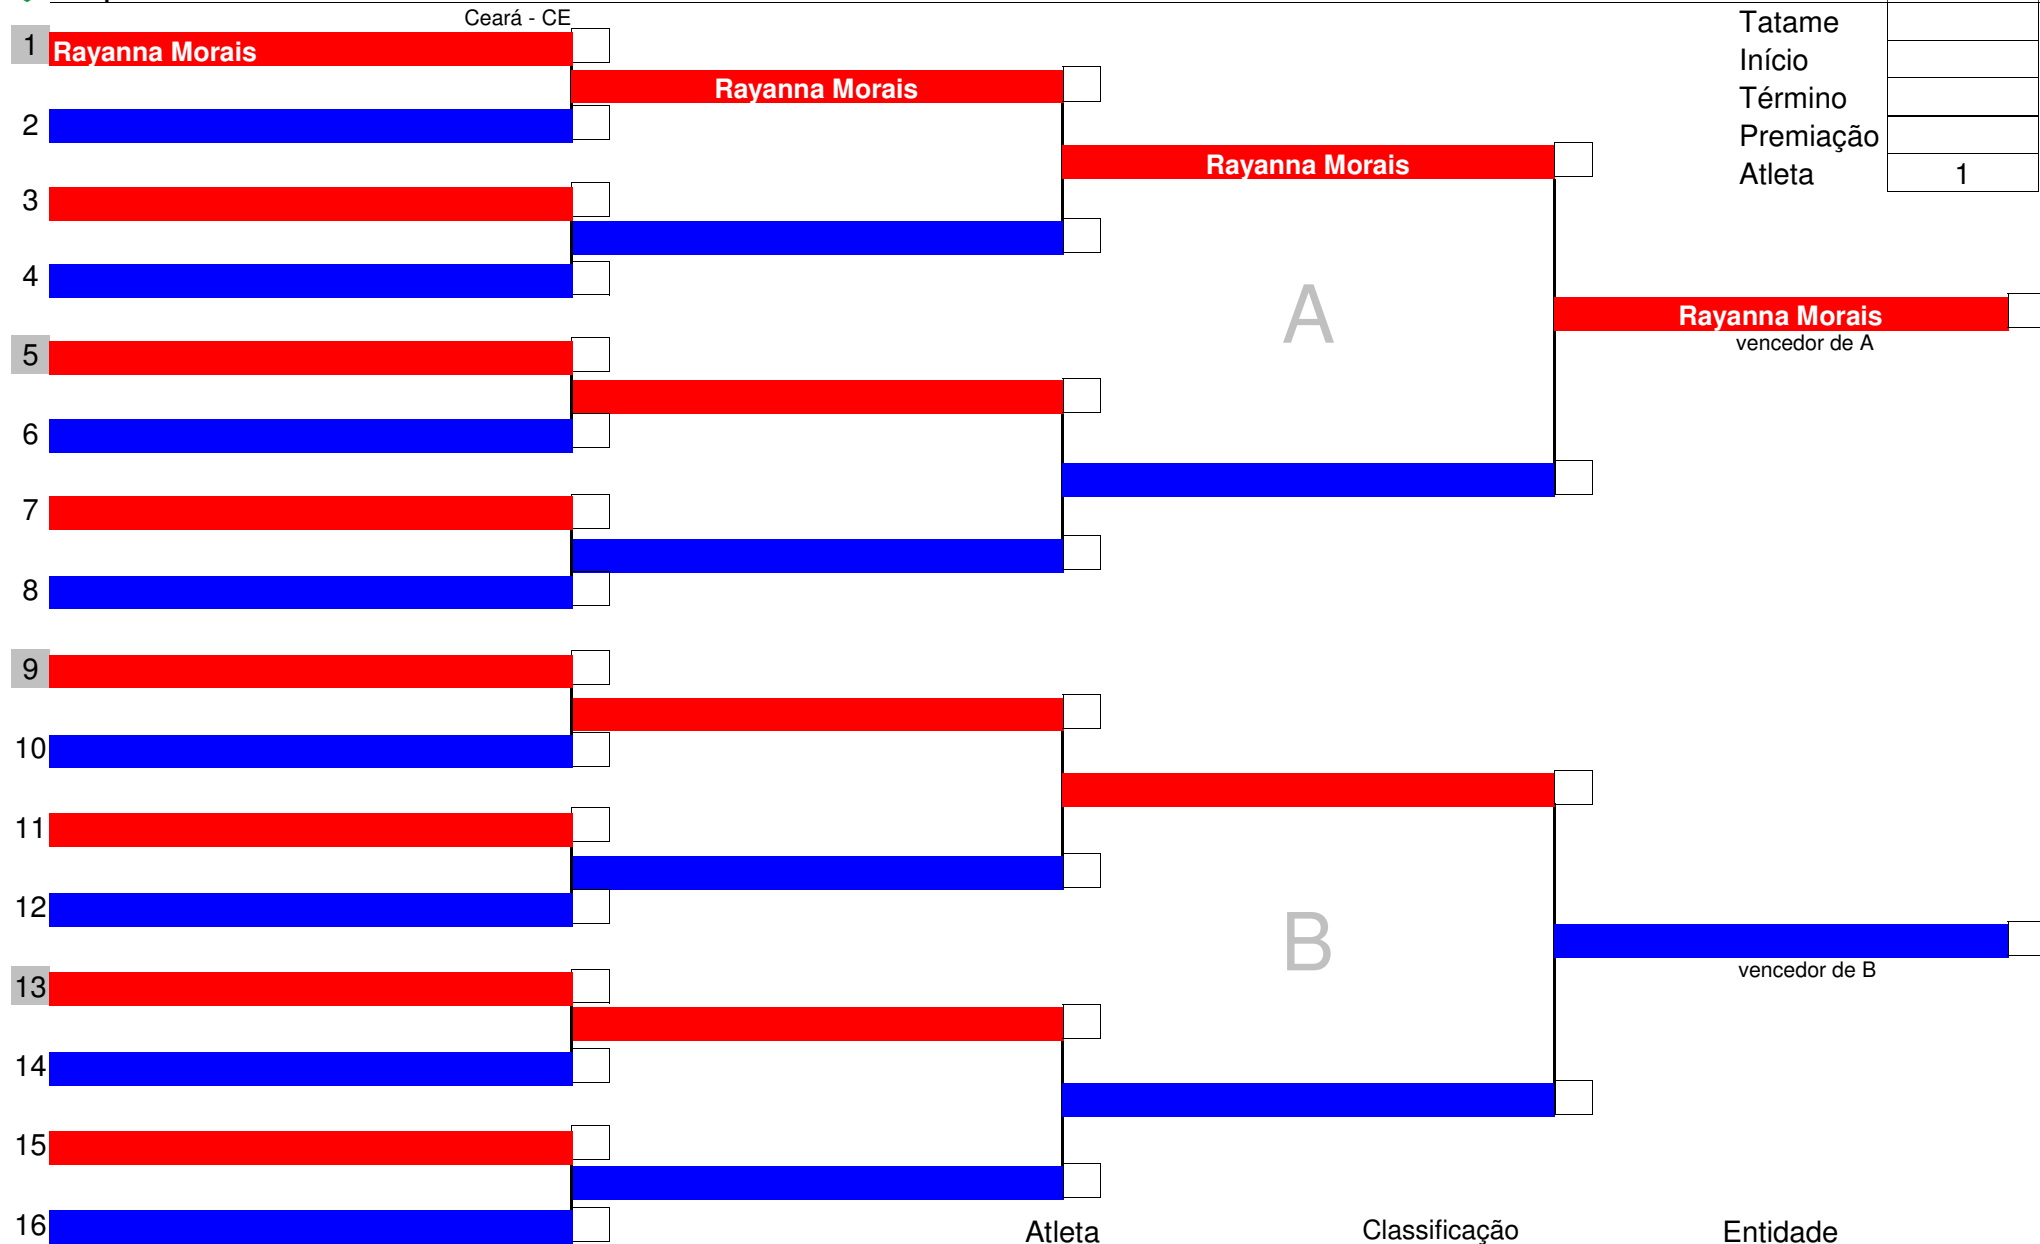 Ceará - CE
Tatame
1 Rayanna Morais
Início
Rayanna Morais
Término
2
Premiação
Rayanna Morais
Atleta 1
3
4
A
Rayanna Morais
vencedor de A
5
6
7
8
9
10
11
12
B
vencedor de B
13
14
15
16
Atleta Classificação Entidade